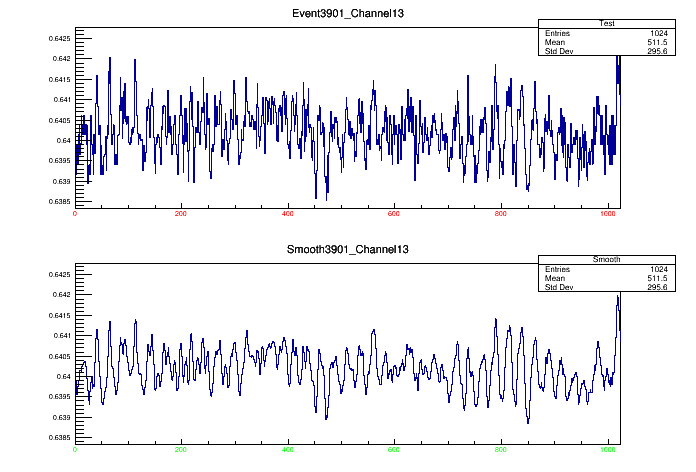 Event3901_Channel13
Test
Entries 1024
Mean 511.5
Std Dev 295.6
0.6425
0.642
0.6415
0.641
0.6405
0.64
0.6395
0.639
0.6385
0 200 400 600 800 1000
Smooth3901_Channel13
Smooth
Entries 1024
Mean 511.5
Std Dev 295.6
0.6425
0.642
0.6415
0.641
0.6405
0.64
0.6395
0.639
0.6385
0 200 400 600 800 1000